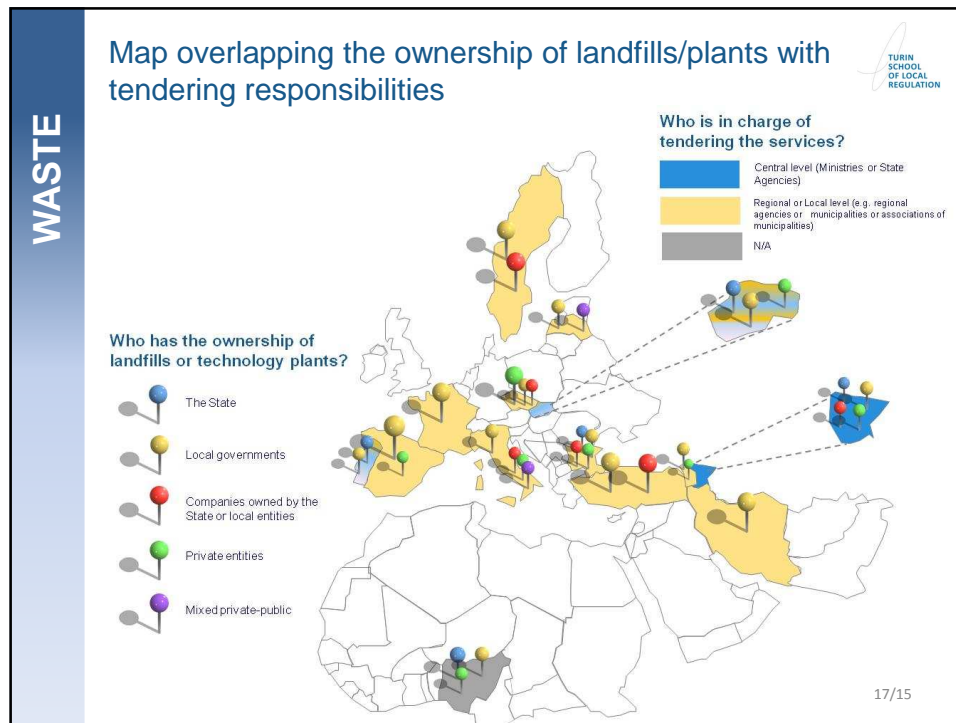 WASTE
Map overlapping the ownership of landfills/plants with
tendering responsibilities
TURIN
SCHOOL
OF LOCAL
REGULATION
Who is in charge of
tendering the services?
Central level (Ministries or State
Agencies)
Regional or Local level (e.g. regional
agencies or municipalities or associations of
municipalities)
N/A
Who has the ownership of
landfills or technology plants?
The State
Local governments
Companies owned by the
State or local entities
Private entities
Mixed private-public
17/15